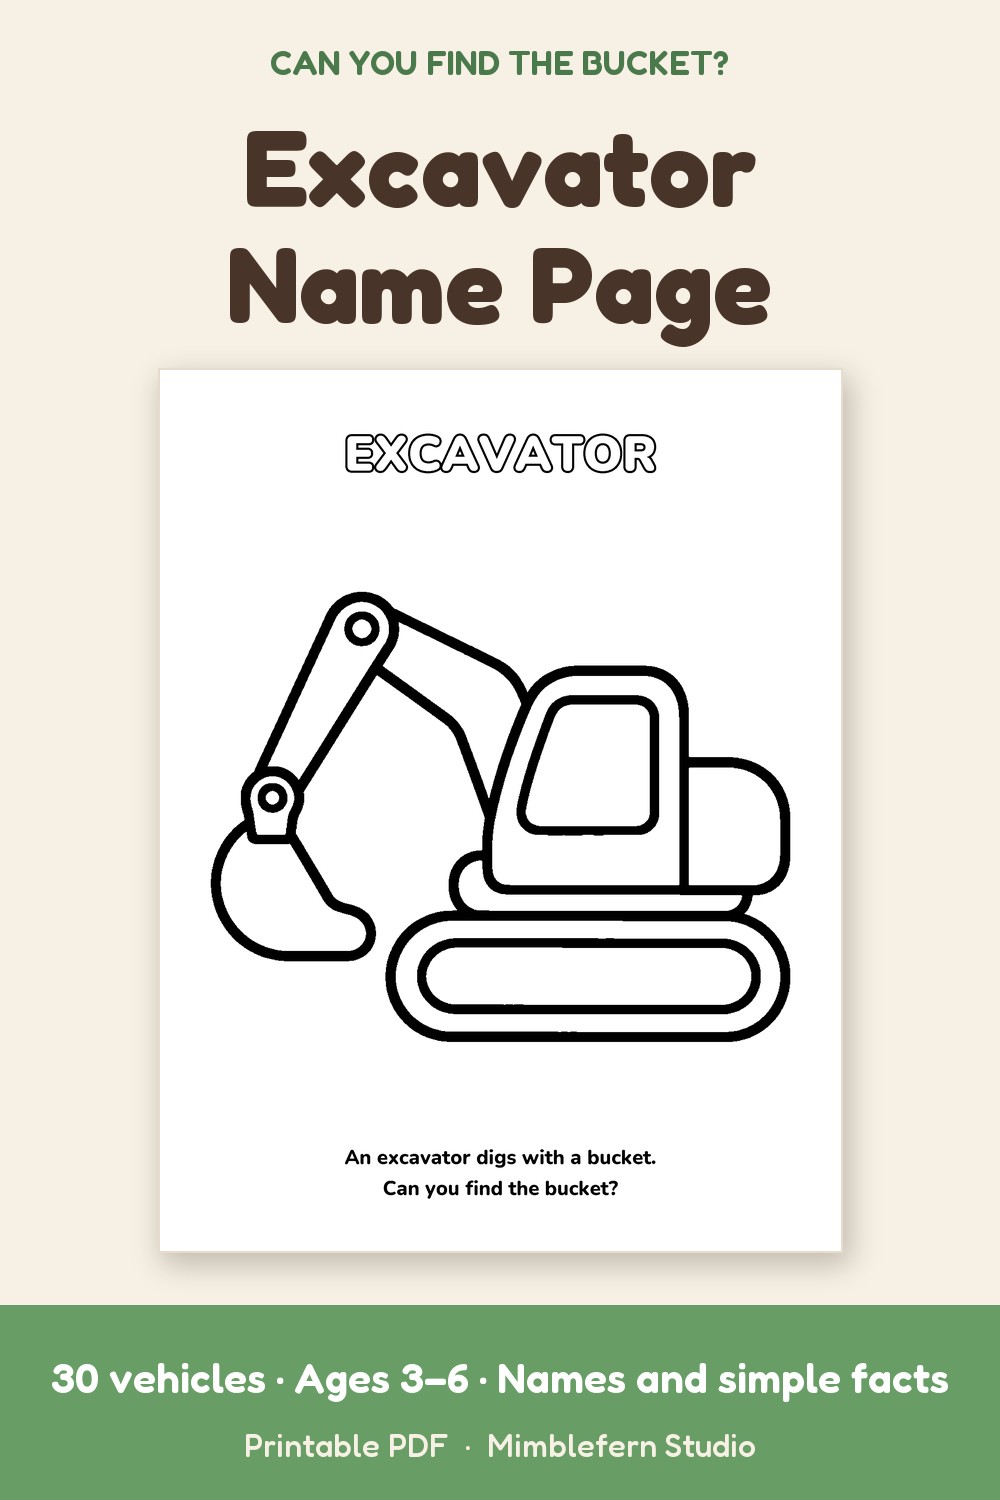 CAN YOU FIND THE BUCKET?
Excavator
Name Page
EXCAVATOR
An excavator digs with a bucket.
Can you find the bucket?
30 vehicles · Ages 3–6 · Names and simple facts
Printable PDF · Mimblefern Studio